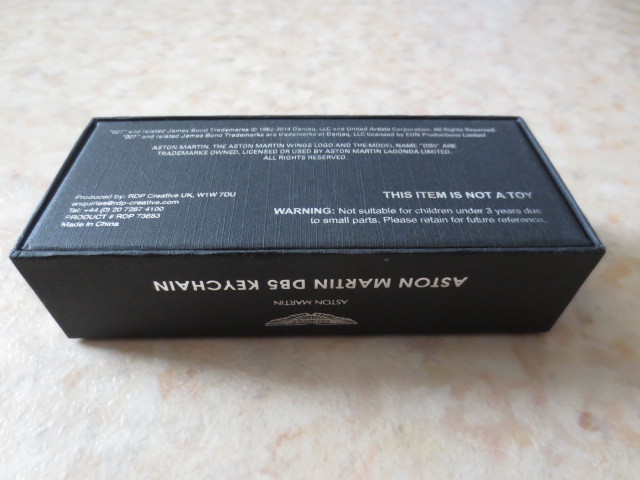 "007" and related James Bond Trademarks © 1962-2014 Danjaq, LLC and United Artists Corporation. All Rights Reserved.
"007" and related James Bond Trademarks are trademarks of Danjaq, LLC licensed by EON Productions Limited
ASTON MARTIN, THE ASTON MARTIN WINGS LOGO AND THE MODEL NAME "DB5" ARE
TRADEMARKS OWNED, LICENSED OR USED BY ASTON MARTIN LAGONDA LIMITED.
ALL RIGHTS RESERVED.
Produced by: RDP Creative UK, W1W 7DU
enquiries@rdp-creative.com
Tel: +44 (0) 20 7287 4100
PRODUCT # RDP 73663
Made in China
THIS ITEM IS NOT A TOY
WARNING: Not suitable for children under 3 years due
to small parts. Please retain for future reference.
ASTON MARTIN DB5 KEYCHAIN
ASTON MARTIN